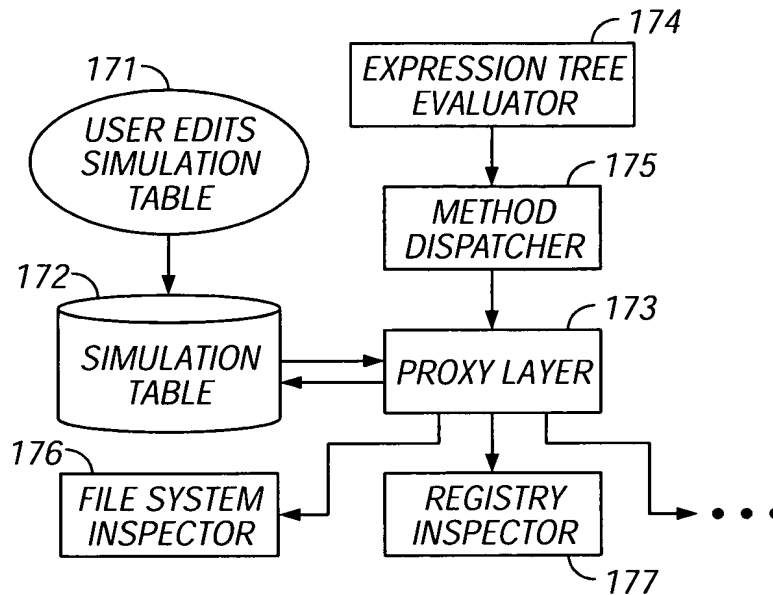 174
EXPRESSION TREE
EVALUATOR
171
USER EDITS
SIMULATION
TABLE
175
METHOD
DISPATCHER
172
SIMULATION
TABLE
173
PROXY LAYER
176
FILE SYSTEM
INSPECTOR
REGISTRY
INSPECTOR
177